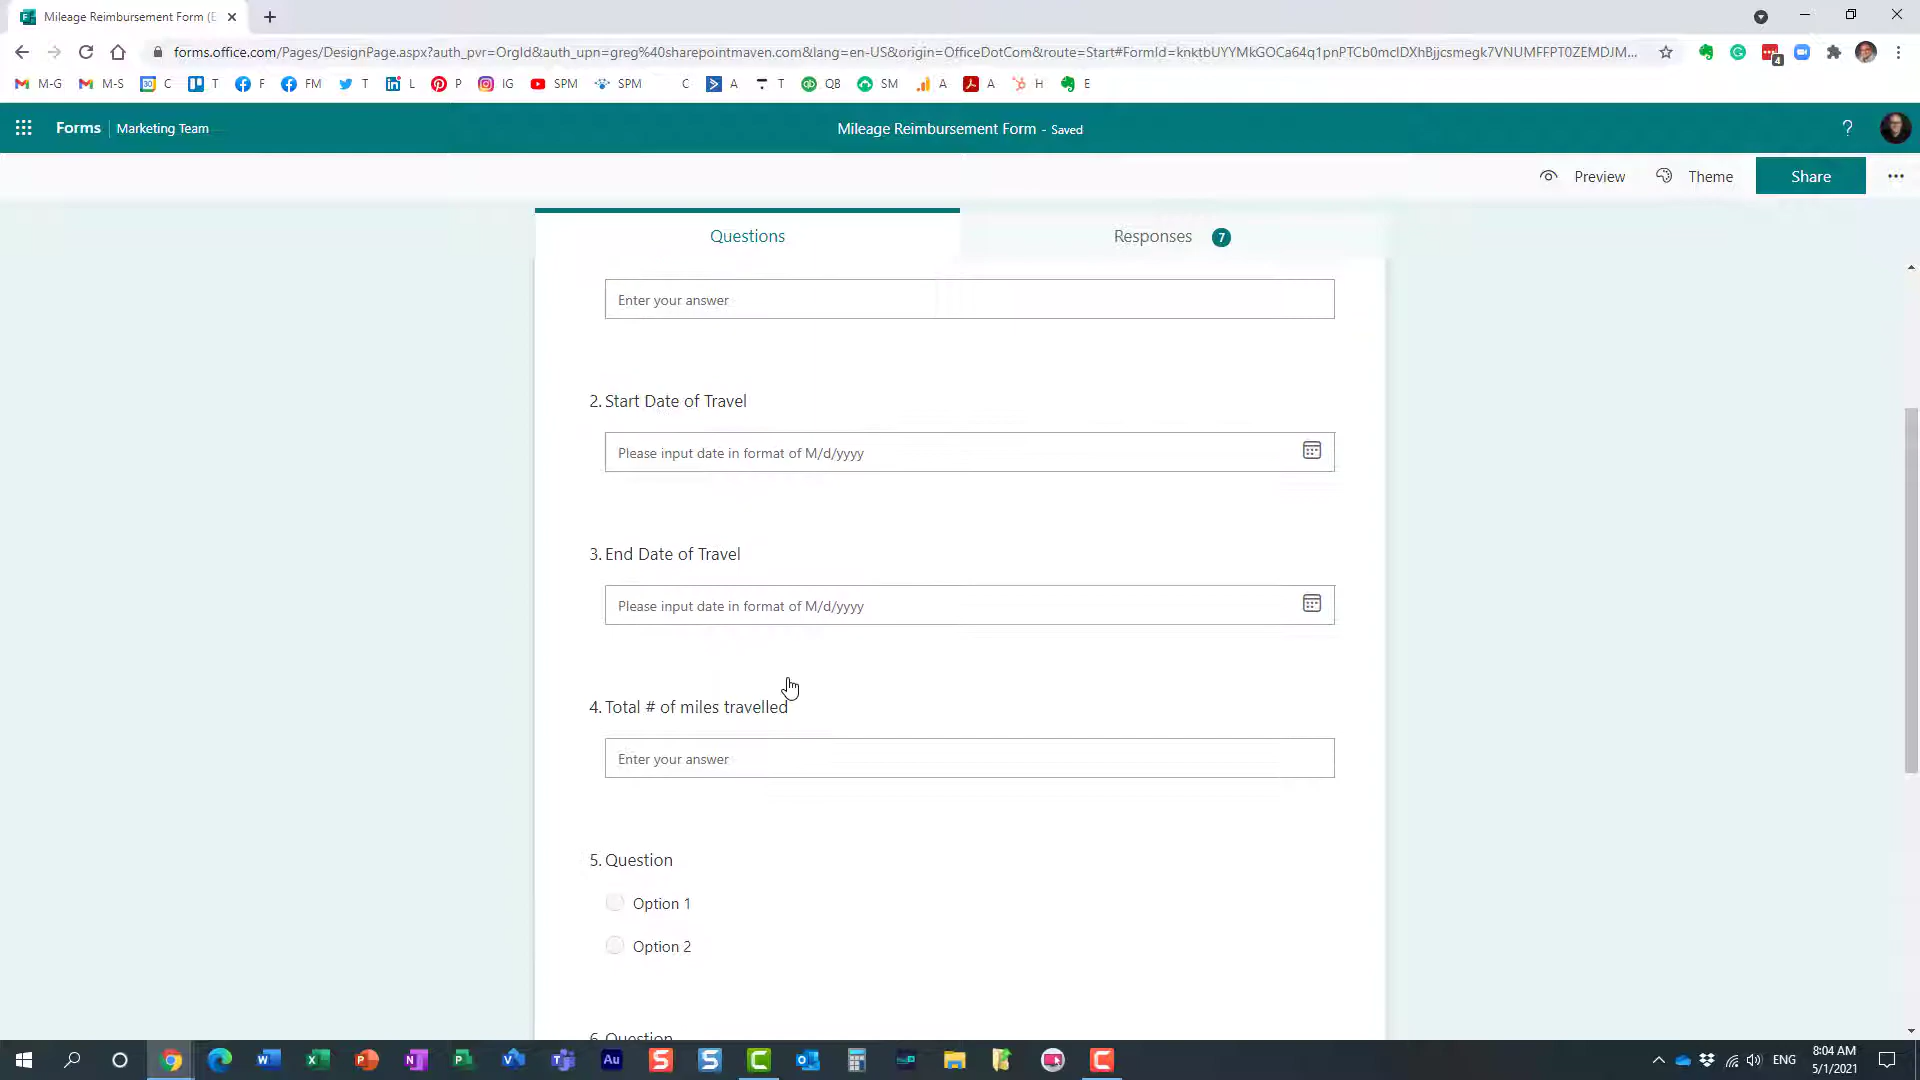 Mileage Reimbursement Form (E
forms.office.com/Pages/DesignPage.aspx?auth_pvr=OrgId&auth_upn=greg%40sharepointmaven.com&lang=en-US&origin=OfficeDotCom&route=Start#FormId=knktbUYYMkGOCa64q1pnPTCb0mclDXhBjjcsmegk7VNUMFFPT0ZEMDJM...
4
M-G M-S C T F FM T L P IG SPM SPM C A T QB SM A A H E
Forms Marketing Team Mileage Reimbursement Form - Saved ?
Preview Theme Share
Questions Responses 7
Enter your answer
2. Start Date of Travel
Please input date in format of M/d/yyyy
3. End Date of Travel
Please input date in format of M/d/yyyy
4. Total # of miles travelled
Enter your answer
5. Question
Option 1
Option 2
6. Question
ENG 8:04 AM
5/1/2021